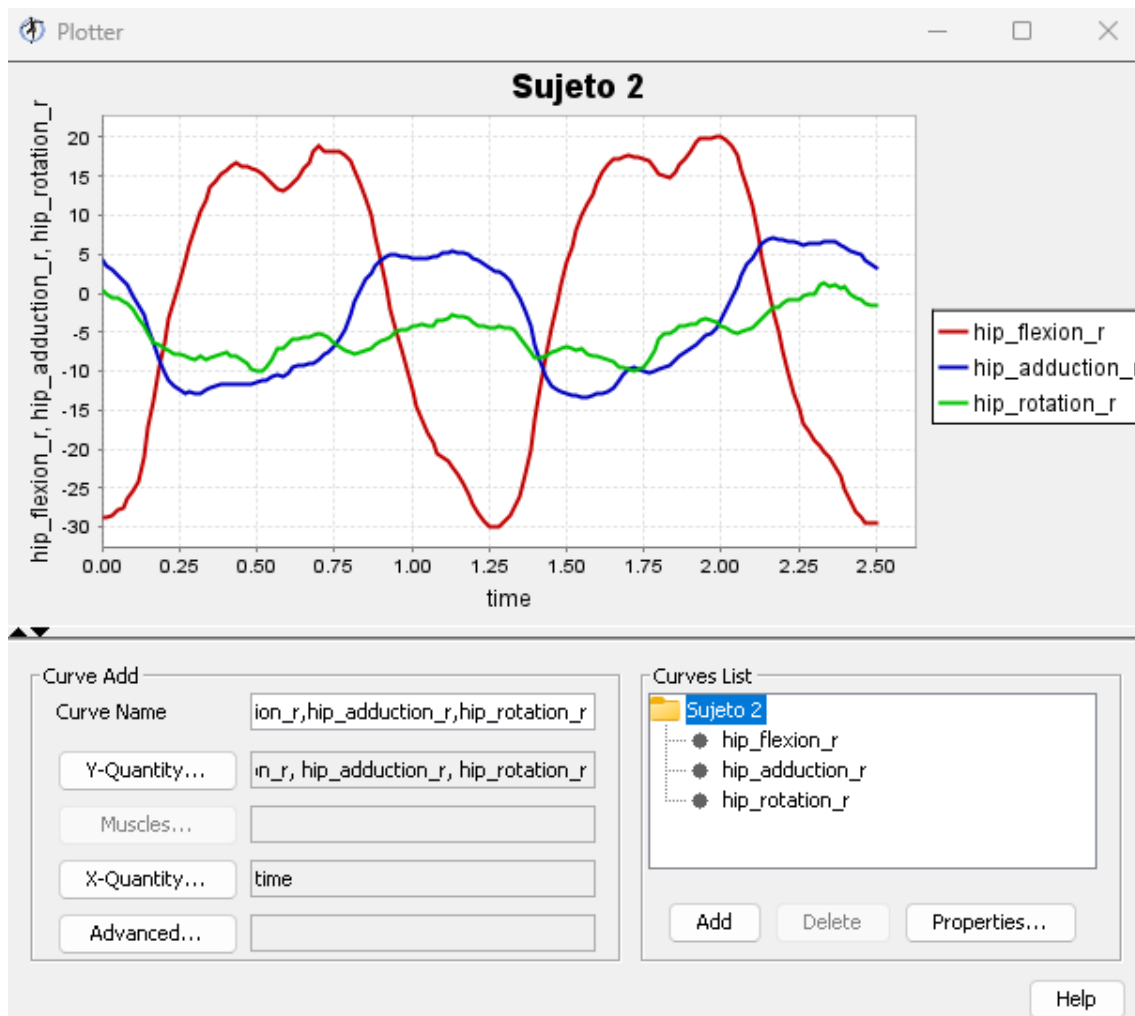 Plotter
Sujeto 2
hip_flexion_r, hip_adduction_r, hip_rotation_r
20
15
10
5
0
-5
-10
-15
-20
-25
-30
0.00 0.25 0.50 0.75 1.00 1.25 1.50 1.75 2.00 2.25 2.50
time
hip_flexion_r
hip_adduction_r
hip_rotation_r
Curve Add
Curve Name ion_r,hip_adduction_r,hip_rotation_r
Y-Quantity... n_r, hip_adduction_r, hip_rotation_r
Muscles...
X-Quantity... time
Advanced...
Curves List
Sujeto 2
hip_flexion_r
hip_adduction_r
hip_rotation_r
Add Delete Properties...
Help